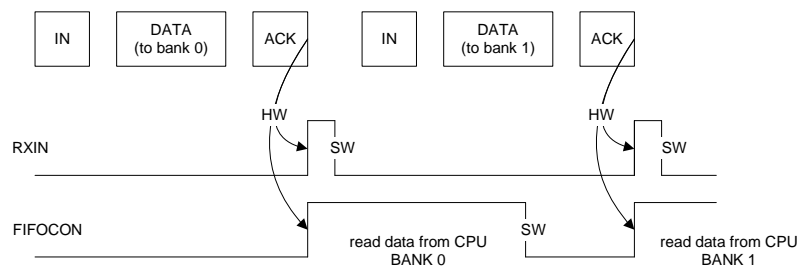 IN
DATA
(to bank 0)
ACK
IN
DATA
(to bank 1)
ACK
HW
HW
RXIN
SW
SW
FIFOCON
SW
read data from CPU
BANK 0
read data from CPU
BANK 1